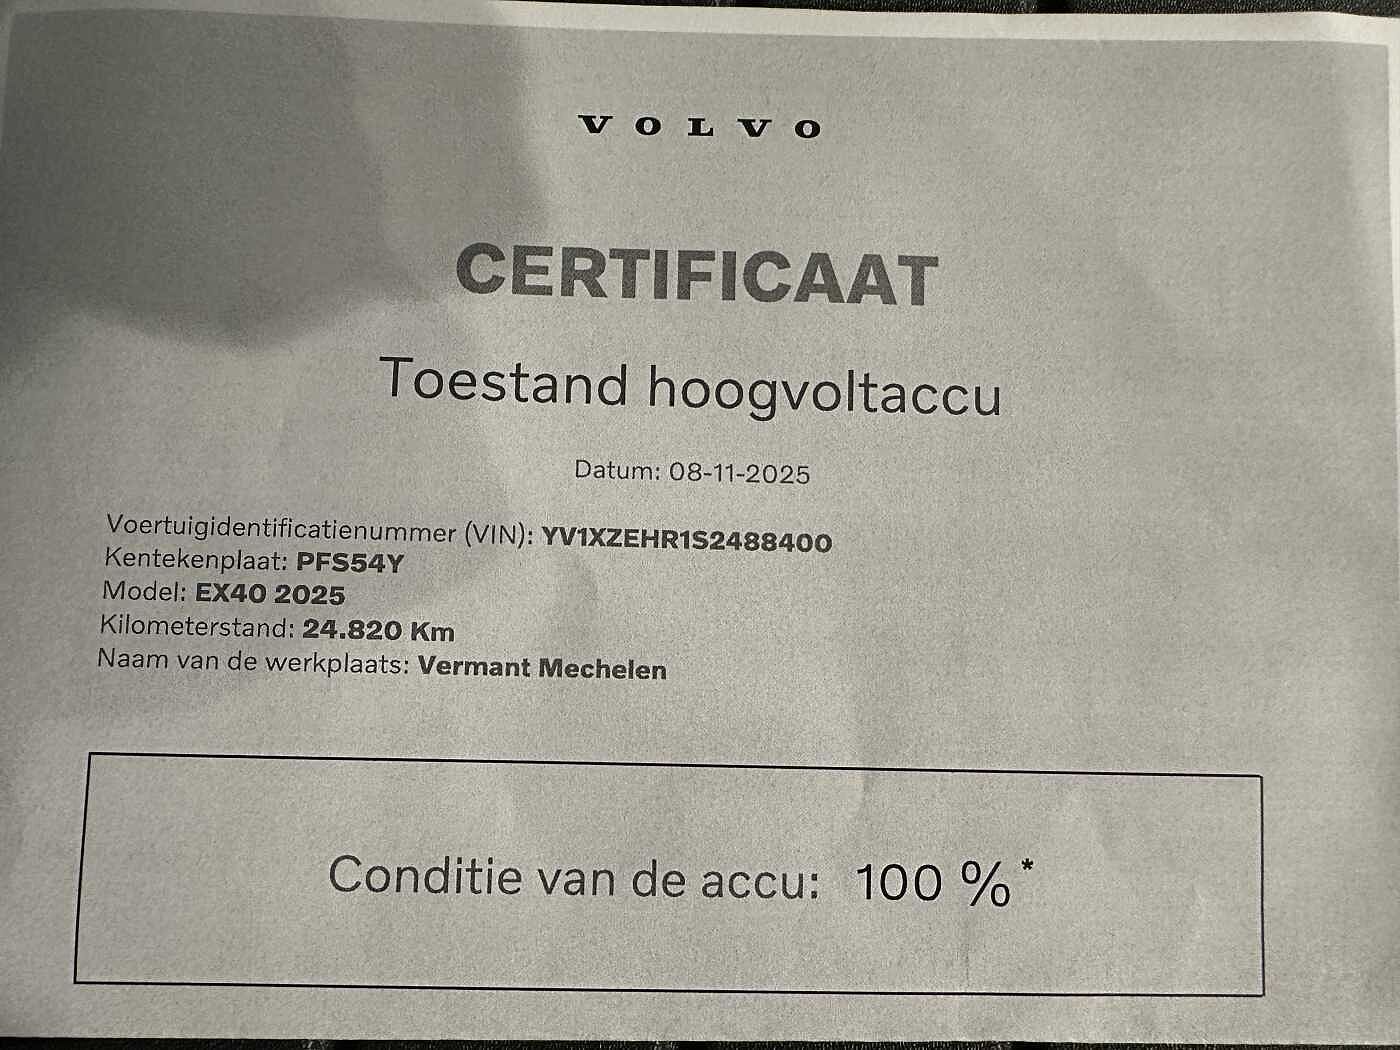 VOLVO
CERTIFICAAT
Toestand hoogvoltaccu
Datum: 08-11-2025
Voertuigidentificatienummer (VIN): YV1XZEHR1S2488400
Kentekenplaat: PFS54Y
Model: EX40 2025
Kilometerstand: 24.820 Km
Naam van de werkplaats: Vermant Mechelen
Conditie van de accu: 100 %*